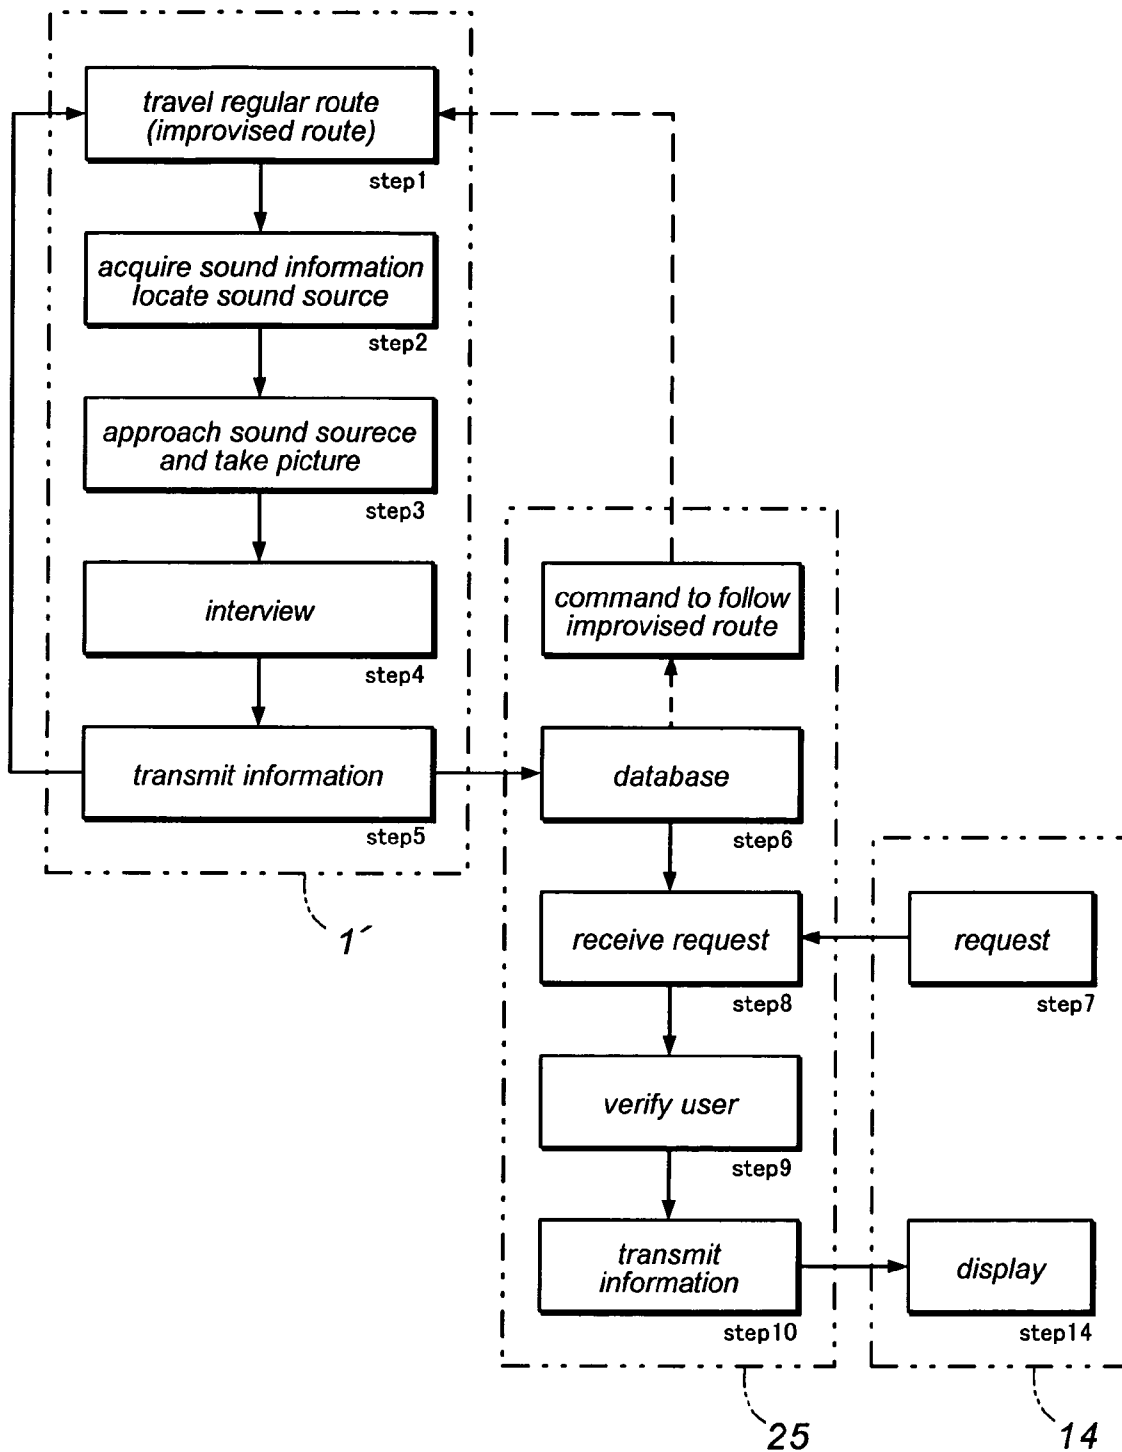 travel regular route
(improvised route)
step1
acquire sound information
locate sound source
step2
approach sound sourece
and take picture
step3
interview
step4
transmit information
step5
1´
command to follow
improvised route
database
step6
receive request
step8
verify user
step9
transmit
information
step10
25
request
step7
display
step14
14